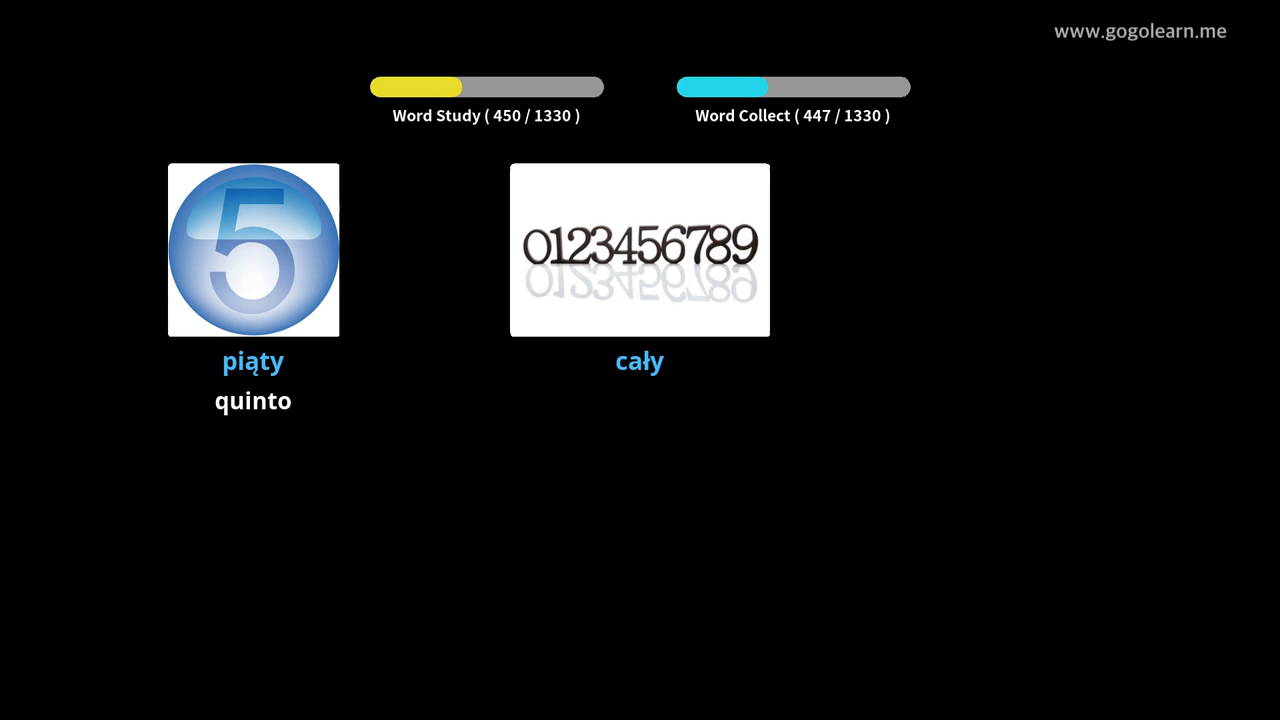 www.gogolearn.me
Word Study ( 450 / 1330 )
Word Collect ( 447 / 1330 )
5
0123456789
piąty
cały
quinto